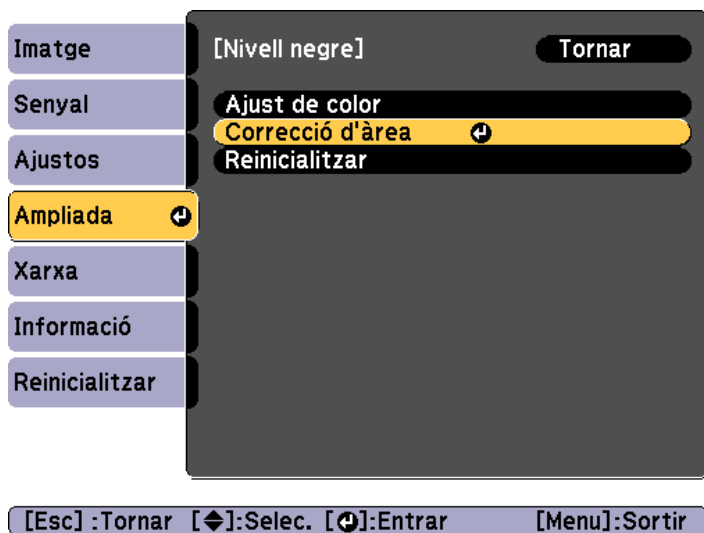 Imatge
Senyal
Ajustos
Ampliada
Xarxa
Informació
Reinicialitzar
[Nivell negre] Tornar
Ajust de color
Correcció d'àrea
Reinicialitzar
[Esc] :Tornar [◆]:Selec. [↵]:Entrar [Menu]:Sortir